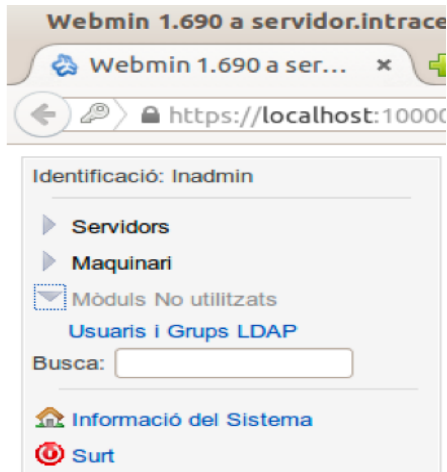 Webmin 1.690 a servidor.intrace
Webmin 1.690 a ser... ×
https://localhost:10000
Identificació: lnadmin
Servidors
Maquinari
Mòduls No utilitzats
Usuaris i Grups LDAP
Busca:
Informació del Sistema
Surt